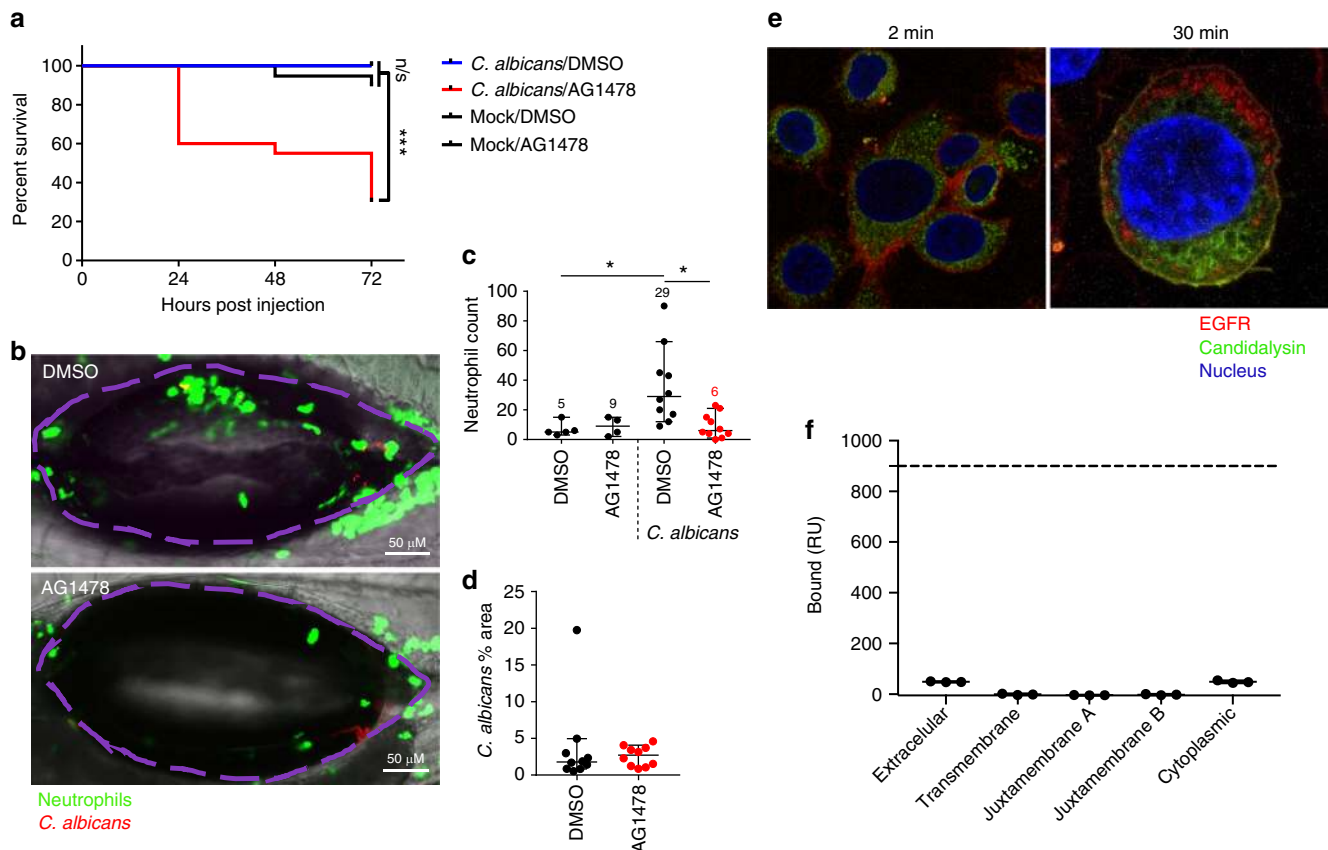 a
Percent survival
100
80
60
40
20
0
0
24
48
72
Hours post injection
n/s
***
C. albicans/DMSO
C. albicans/AG1478
Mock/DMSO
Mock/AG1478
b
DMSO
50 μM
AG1478
50 μM
Neutrophils
C. albicans
c
Neutrophil count
100
80
60
40
20
0
*
*
5
9
29
6
DMSO
AG1478
DMSO
AG1478
C. albicans
d
C. albicans % area
25
20
15
10
5
0
DMSO
AG1478
e
2 min
30 min
EGFR
Candidalysin
Nucleus
f
Bound (RU)
1000
800
600
400
200
0
Extracelular
Transmembrane
Juxtamembrane A
Juxtamembrane B
Cytoplasmic